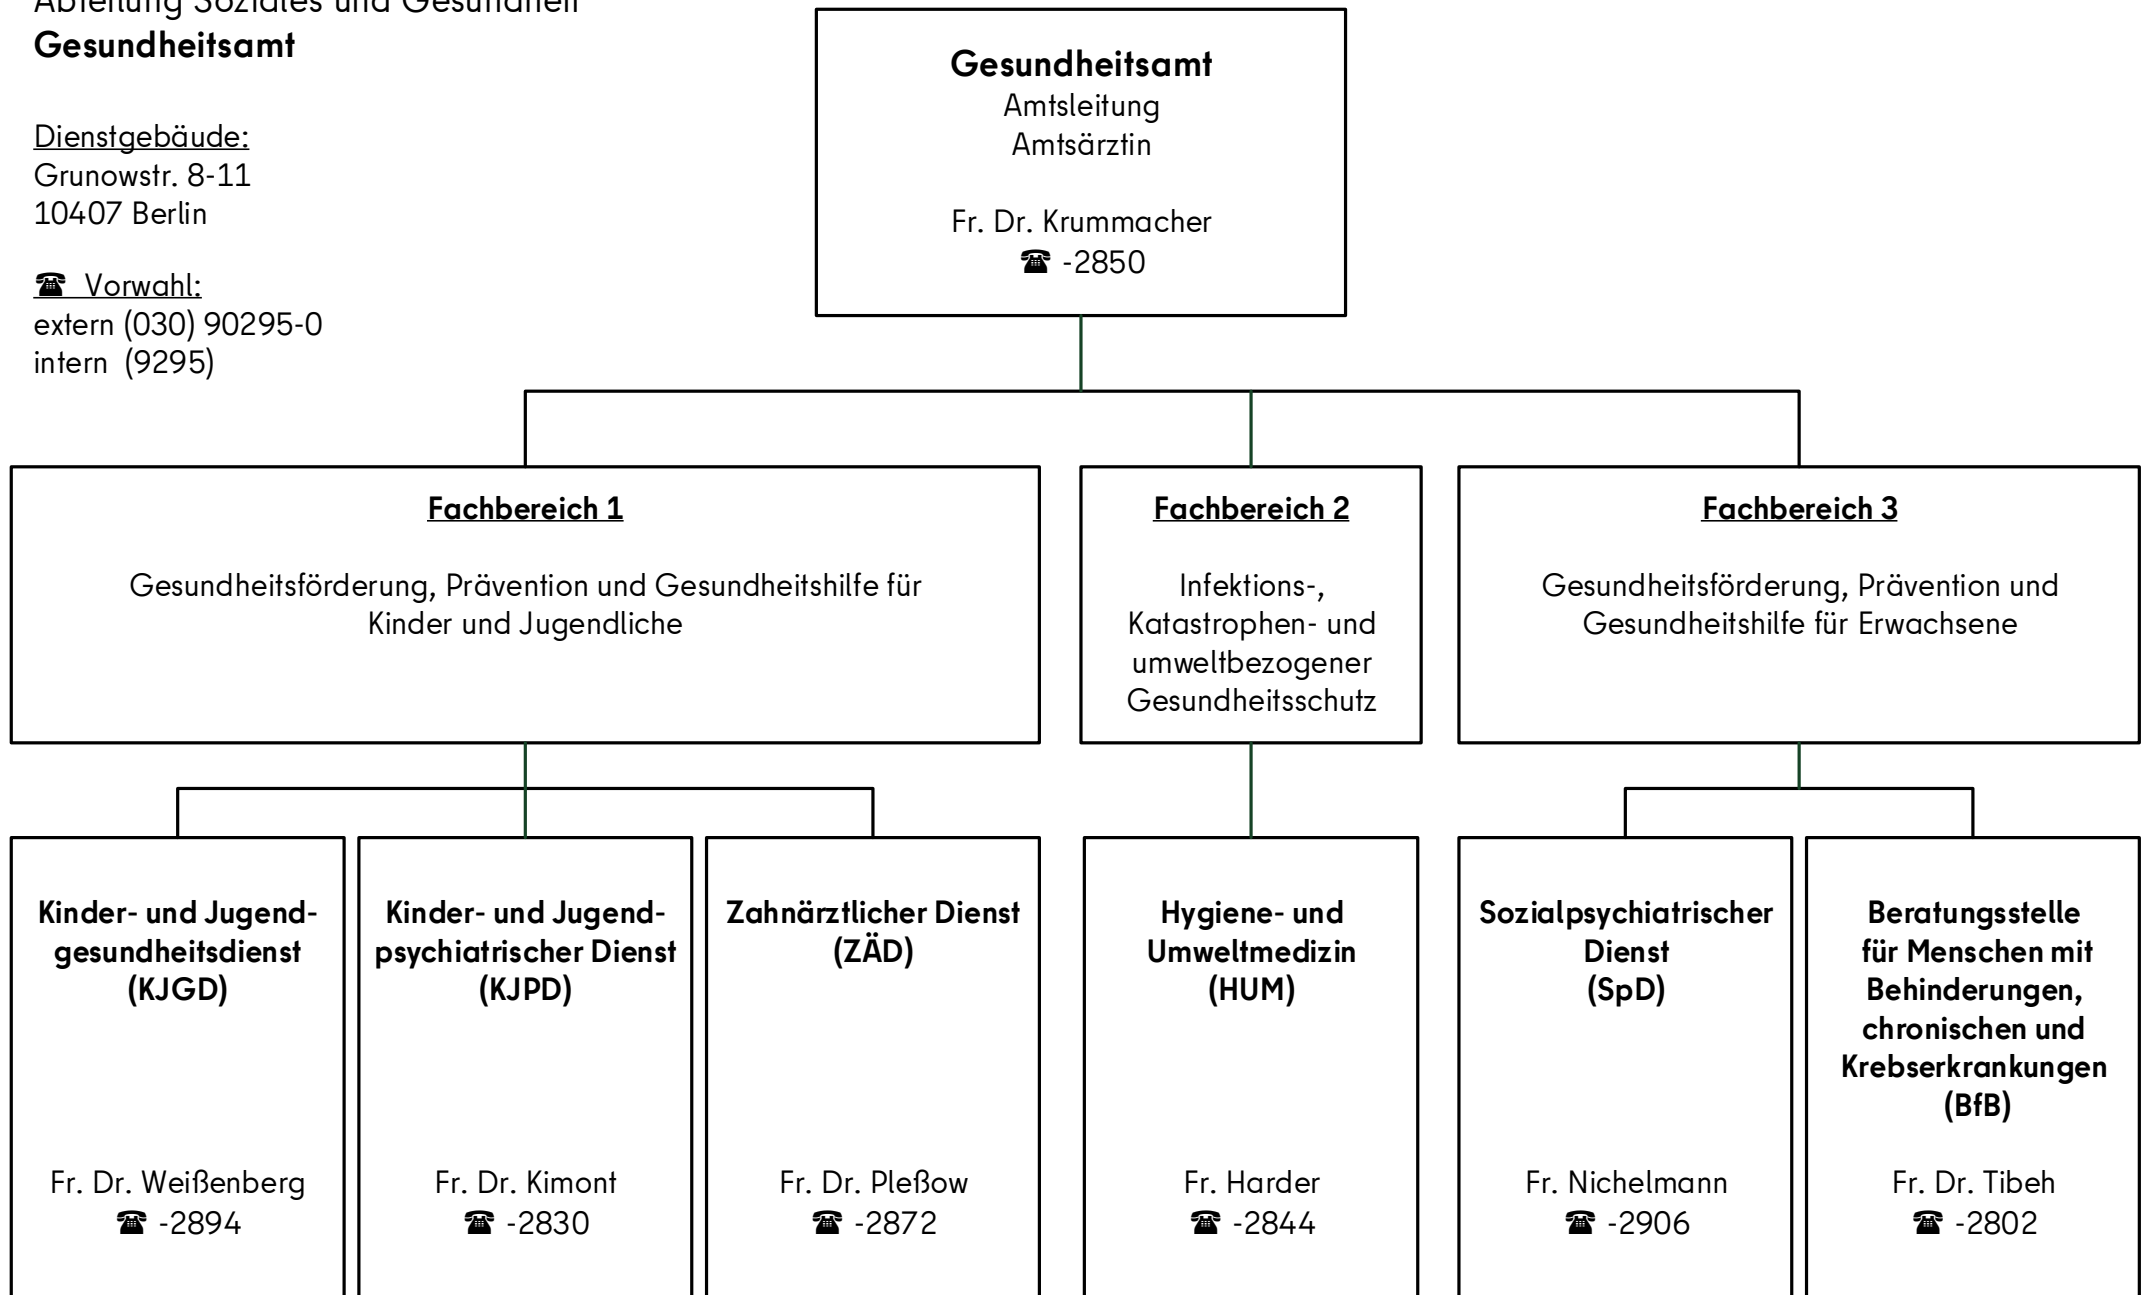 Abteilung Soziales und Gesundheit
Gesundheitsamt
Dienstgebäude:
Grunowstr. 8-11
10407 Berlin
☎ Vorwahl:
extern (030) 90295-0
intern (9295)
Gesundheitsamt
Amtsleitung
Amtsärztin
Fr. Dr. Krummacher
☎ -2850
Fachbereich 1
Gesundheitsförderung, Prävention und Gesundheitshilfe für
Kinder und Jugendliche
Fachbereich 2
Infektions-,
Katastrophen- und
umweltbezogener
Gesundheitsschutz
Fachbereich 3
Gesundheitsförderung, Prävention und
Gesundheitshilfe für Erwachsene
Kinder- und Jugend-
gesundheitsdienst
(KJGD)
Fr. Dr. Weißenberg
☎ -2894
Kinder- und Jugend-
psychiatrischer Dienst
(KJPD)
Fr. Dr. Kimont
☎ -2830
Zahnärztlicher Dienst
(ZÄD)
Fr. Dr. Pleßow
☎ -2872
Hygiene- und
Umweltmedizin
(HUM)
Fr. Harder
☎ -2844
Sozialpsychiatrischer
Dienst
(SpD)
Fr. Nichelmann
☎ -2906
Beratungsstelle
für Menschen mit
Behinderungen,
chronischen und
Krebserkrankungen
(BfB)
Fr. Dr. Tibeh
☎ -2802